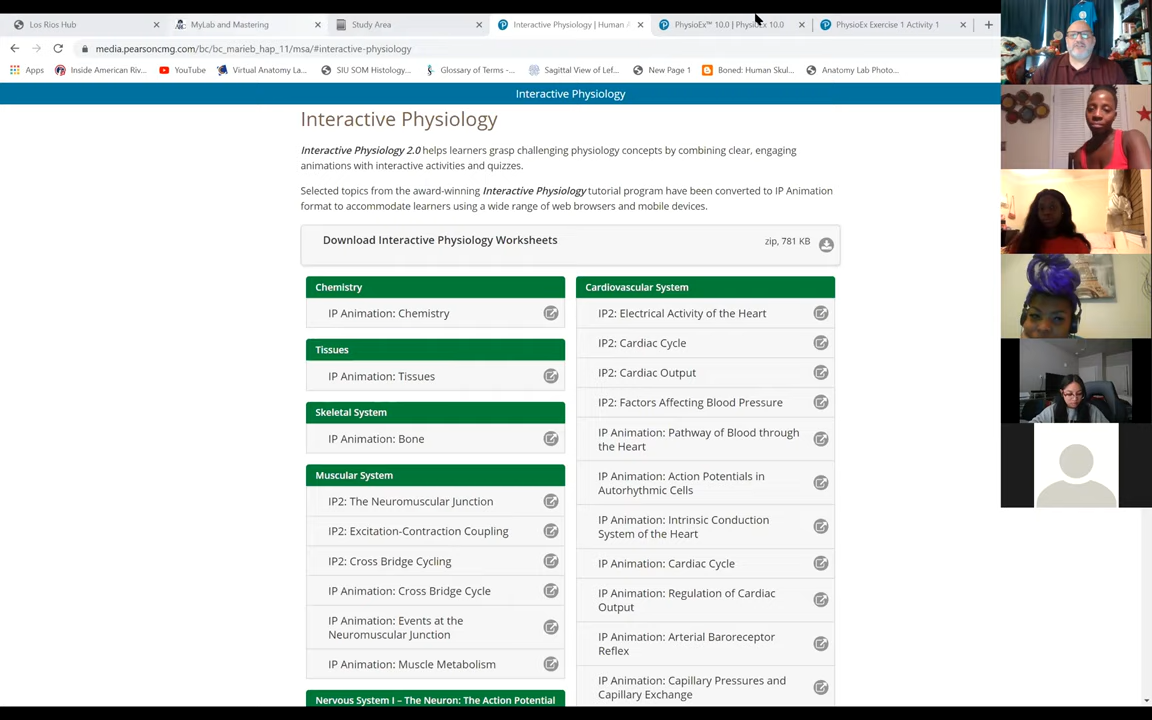 Los Rios Hub
MyLab and Mastering
Study Area
Interactive Physiology | Human A
PhysioEx™ 10.0 | PhysioEx 10.0
PhysioEx Exercise 1 Activity 1
media.pearsoncmg.com/bc/bc_marieb_hap_11/msa/#interactive-physiology
Apps
Inside American Riv...
YouTube
Virtual Anatomy La...
SIU SOM Histology...
Glossary of Terms -...
Sagittal View of Lef...
New Page 1
Boned: Human Skul...
Anatomy Lab Photo...
Interactive Physiology
Interactive Physiology
Interactive Physiology 2.0 helps learners grasp challenging physiology concepts by combining clear, engaging
animations with interactive activities and quizzes.
Selected topics from the award-winning Interactive Physiology tutorial program have been converted to IP Animation
format to accommodate learners using a wide range of web browsers and mobile devices.
Download Interactive Physiology Worksheets
zip, 781 KB
Chemistry
IP Animation: Chemistry
Tissues
IP Animation: Tissues
Skeletal System
IP Animation: Bone
Muscular System
IP2: The Neuromuscular Junction
IP2: Excitation-Contraction Coupling
IP2: Cross Bridge Cycling
IP Animation: Cross Bridge Cycle
IP Animation: Events at the
Neuromuscular Junction
IP Animation: Muscle Metabolism
Nervous System I – The Neuron: The Action Potential
Cardiovascular System
IP2: Electrical Activity of the Heart
IP2: Cardiac Cycle
IP2: Cardiac Output
IP2: Factors Affecting Blood Pressure
IP Animation: Pathway of Blood through
the Heart
IP Animation: Action Potentials in
Autorhythmic Cells
IP Animation: Intrinsic Conduction
System of the Heart
IP Animation: Cardiac Cycle
IP Animation: Regulation of Cardiac
Output
IP Animation: Arterial Baroreceptor
Reflex
IP Animation: Capillary Pressures and
Capillary Exchange